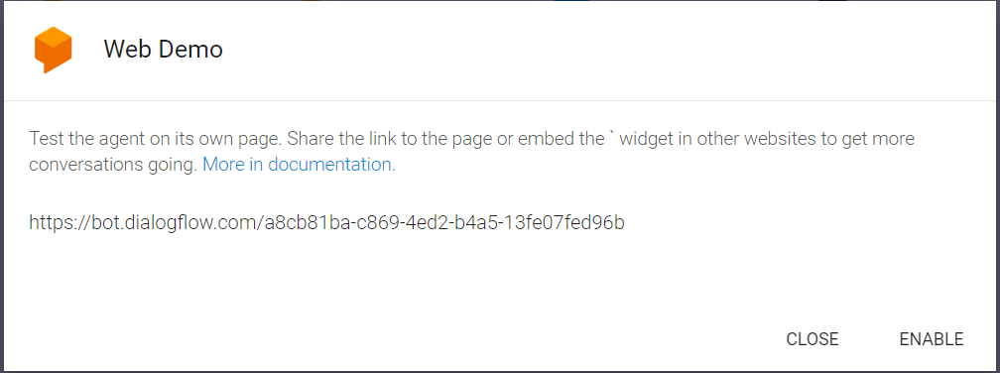 Web Demo
Test the agent on its own page. Share the link to the page or embed the ` widget in other websites to get more
conversations going. More in documentation.
https://bot.dialogflow.com/a8cb81ba-c869-4ed2-b4a5-13fe07fed96b
CLOSE ENABLE